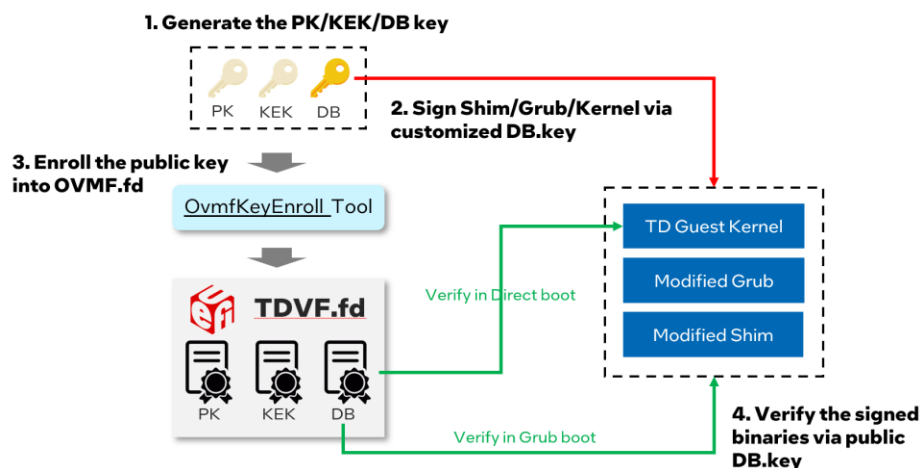 1. Generate the PK/KEK/DB key
PK
KEK
DB
2. Sign Shim/Grub/Kernel via
customized DB.key
3. Enroll the public key
into OVMF.fd
OvmfKeyEnroll Tool
TD Guest Kernel
Modified Grub
Modified Shim
Verify in Direct boot
UEFI
TDVF.fd
PK
KEK
DB
Verify in Grub boot
4. Verify the signed
binaries via public
DB.key